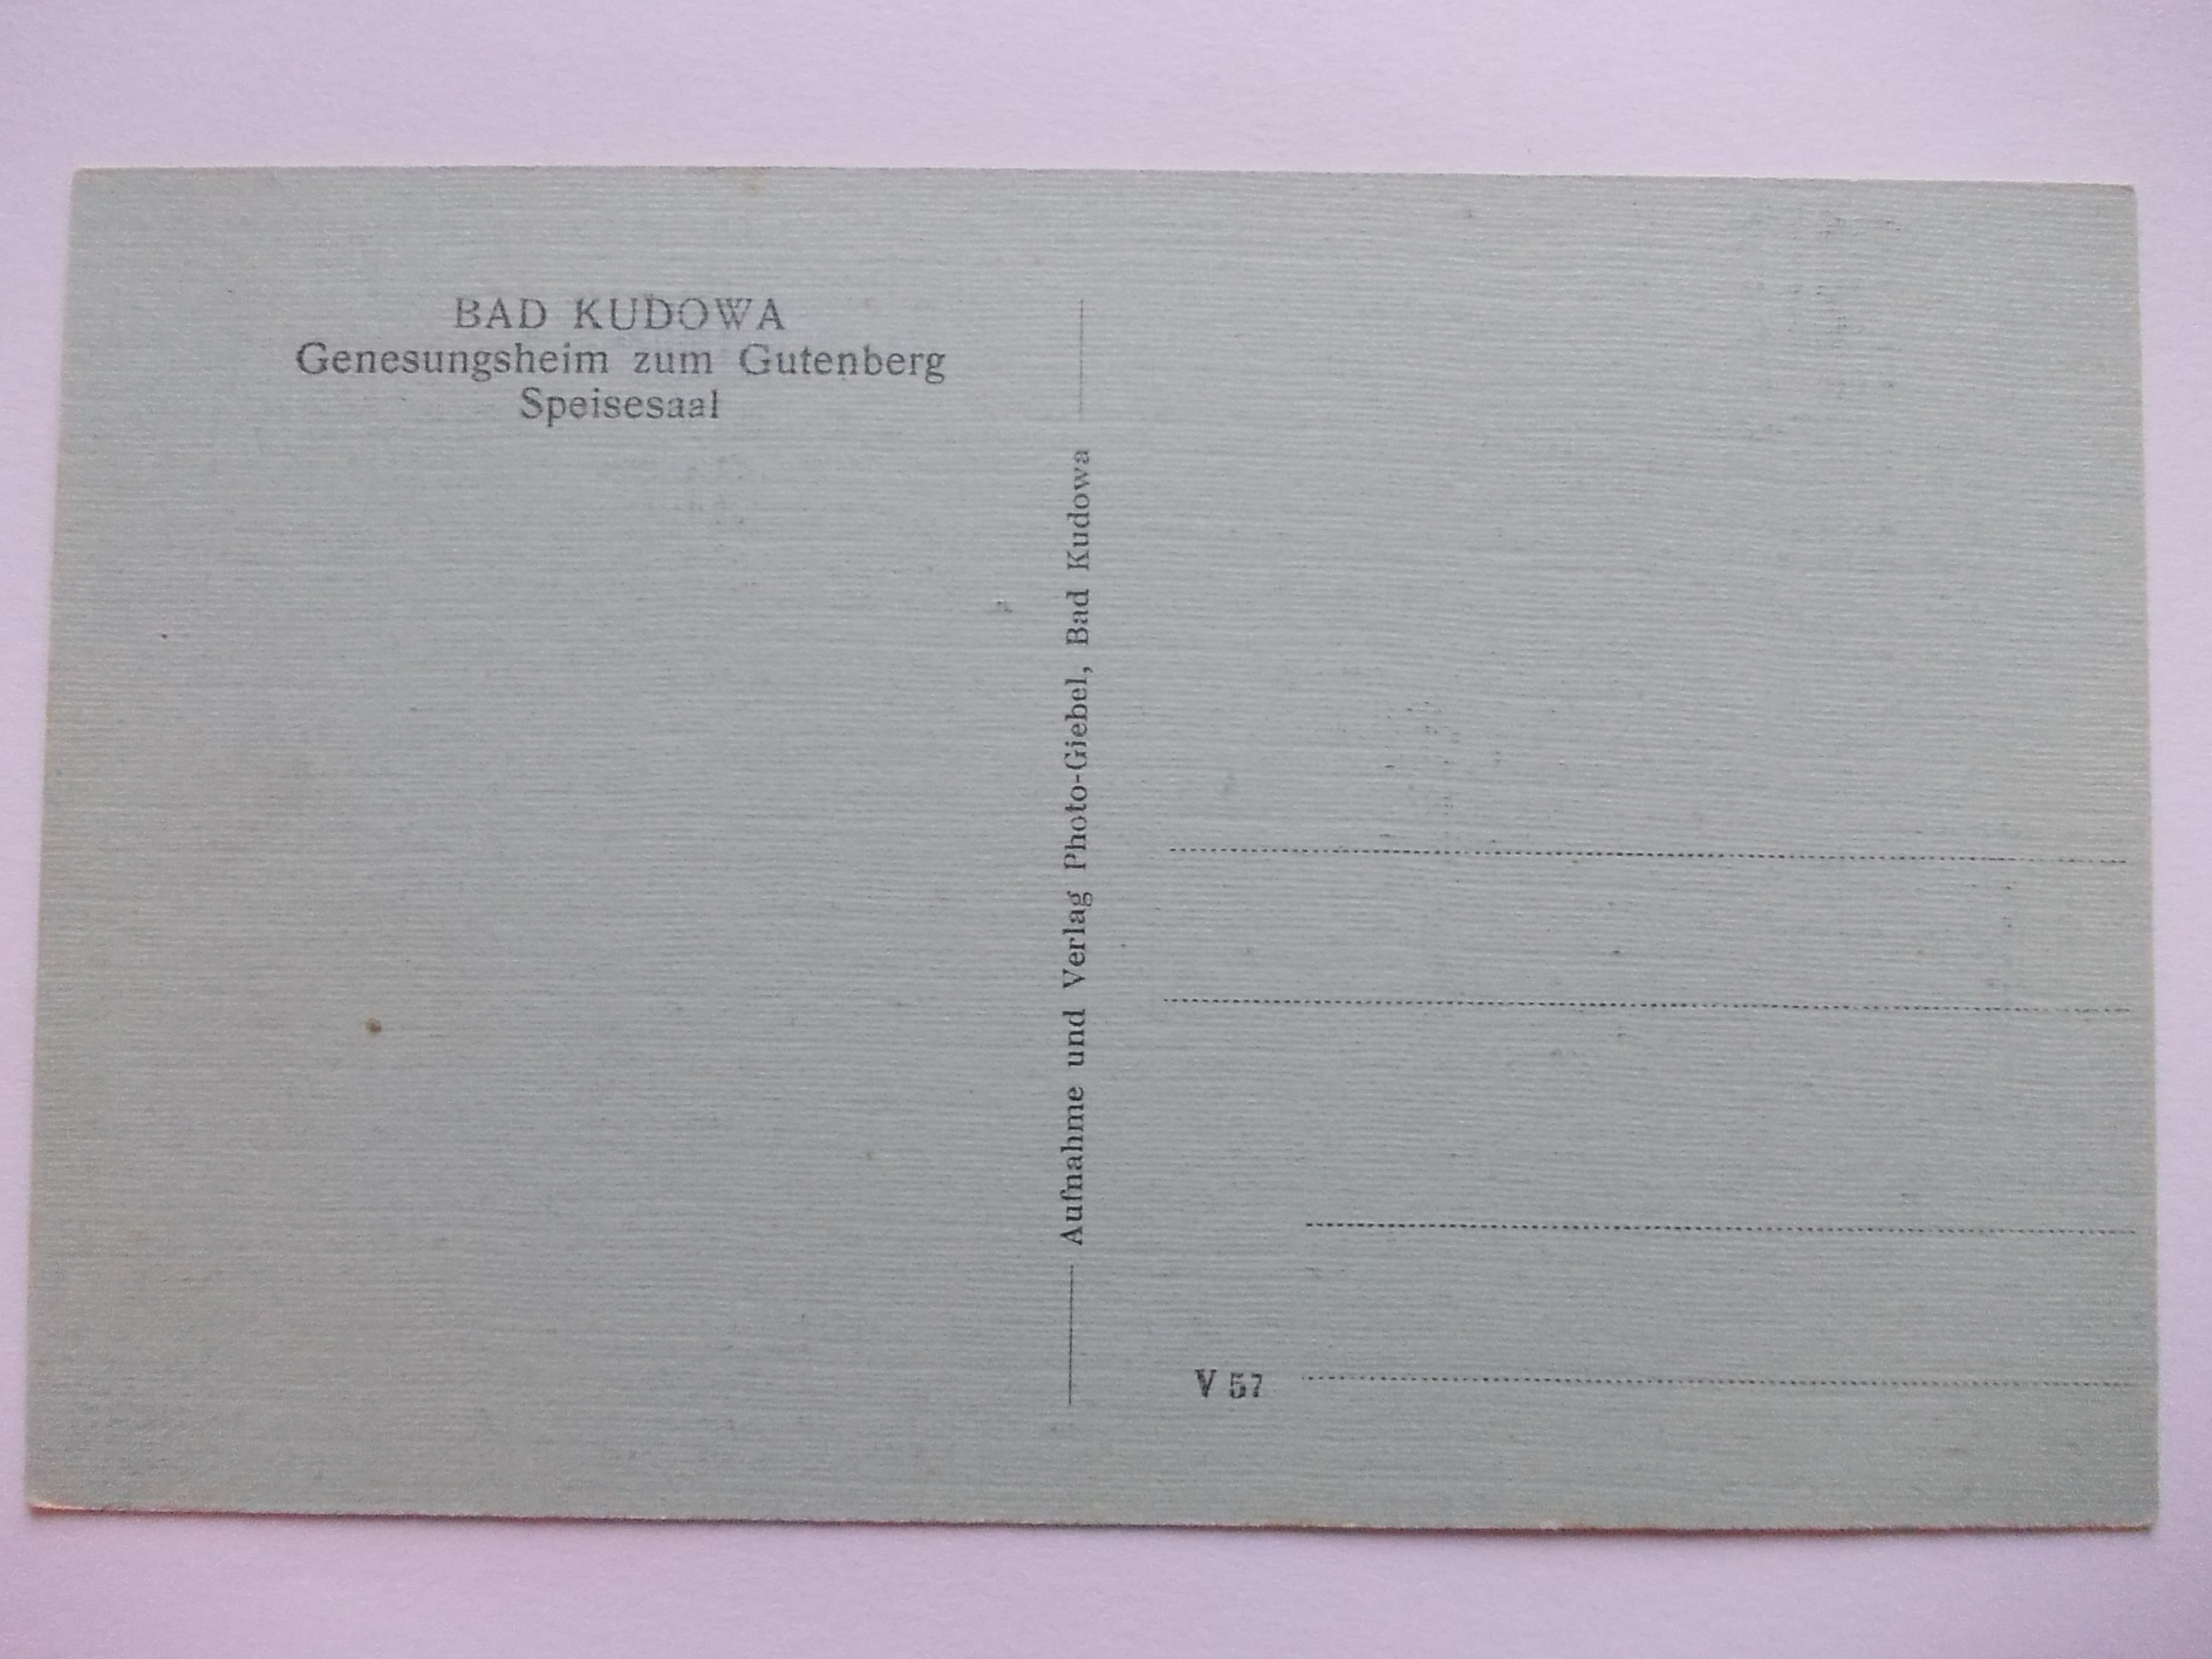 BAD KUDOWA
Genesungsheim zum Gutenberg
Speisesaal
Aufnahme und Verlag Photo-Giebel, Bad Kudowa
V 57